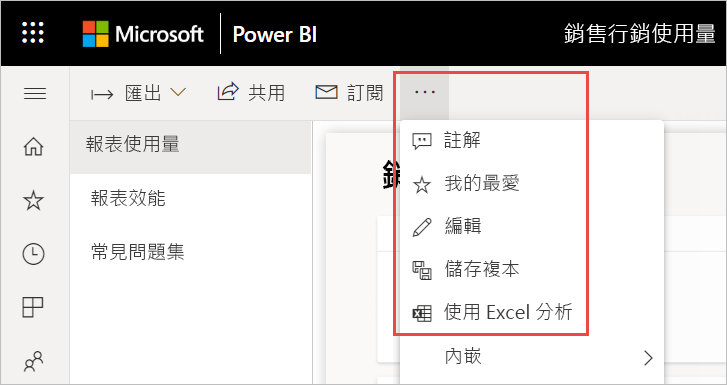 Microsoft Power BI 銷售行銷使用量
匯出 共用 訂閱 ...
報表使用量
報表效能
常見問題集
註解
我的最愛
編輯
儲存複本
使用 Excel 分析
內嵌